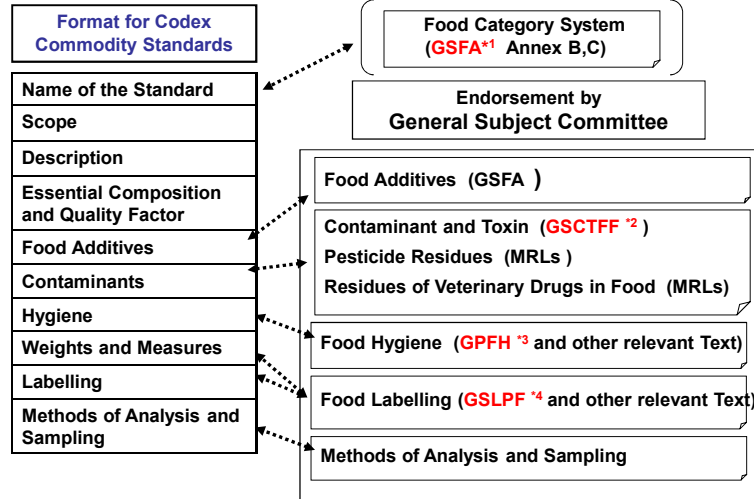 Format for Codex
Commodity Standards
Name of the Standard
Scope
Description
Essential Composition
and Quality Factor
Food Additives
Contaminants
Hygiene
Weights and Measures
Labelling
Methods of Analysis and
Sampling
Food Category System
(GSFA*1 Annex B,C)
Endorsement by
General Subject Committee
Food Additives (GSFA )
Contaminant and Toxin (GSCTFF *2 )
Pesticide Residues (MRLs )
Residues of Veterinary Drugs in Food (MRLs)
Food Hygiene (GPFH *3 and other relevant Text)
Food Labelling (GSLPF *4 and other relevant Text)
Methods of Analysis and Sampling